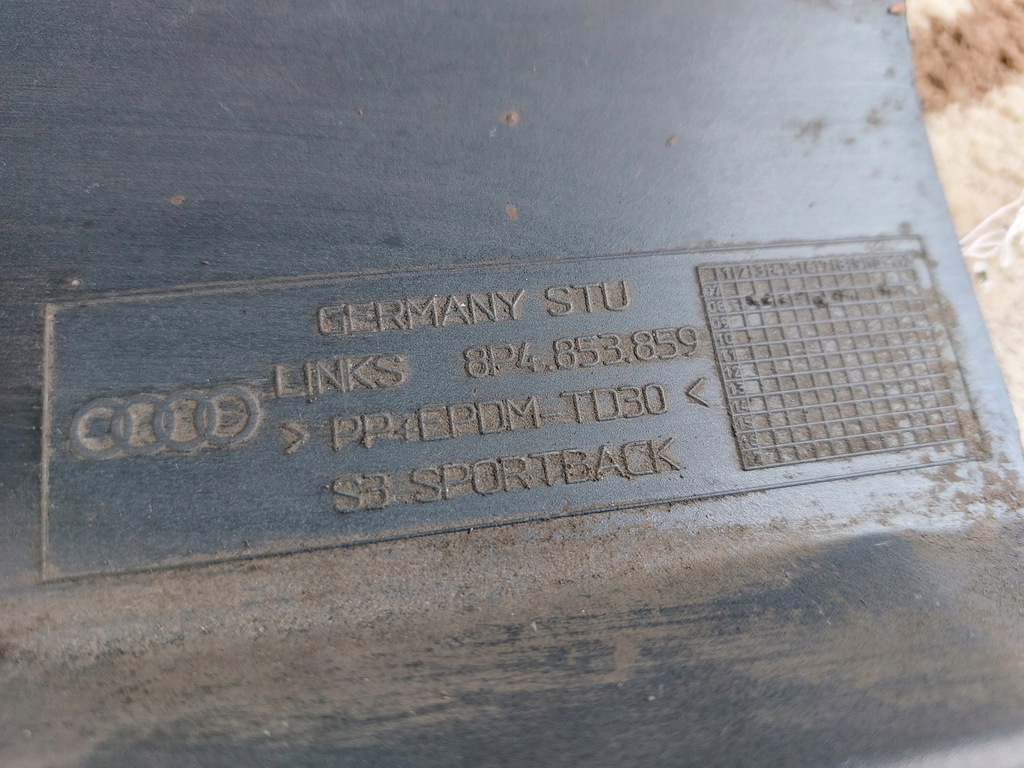 GERMANY STU
LINKS 8P4.853.859
>PP+EPDM-TD30<
S3 SPORTBACK